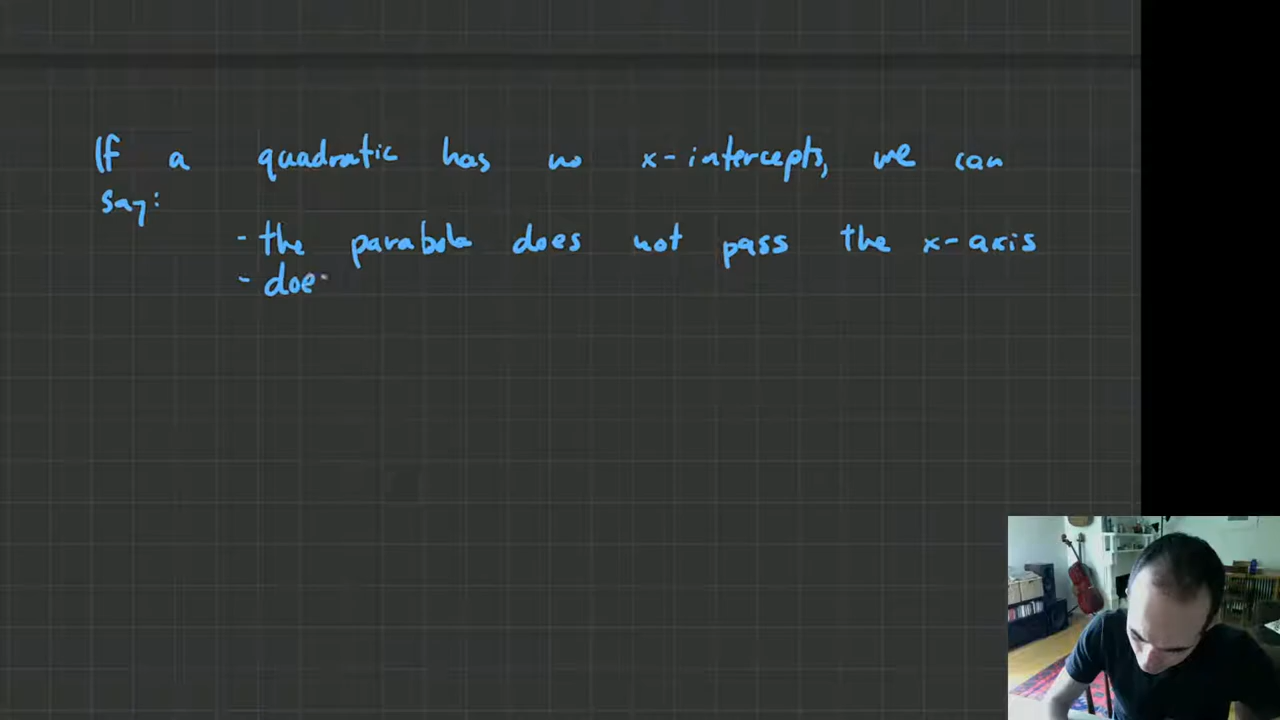 If a quadratic has no x-intercepts, we can
say:
- the parabola does not pass the x-axis
- doe